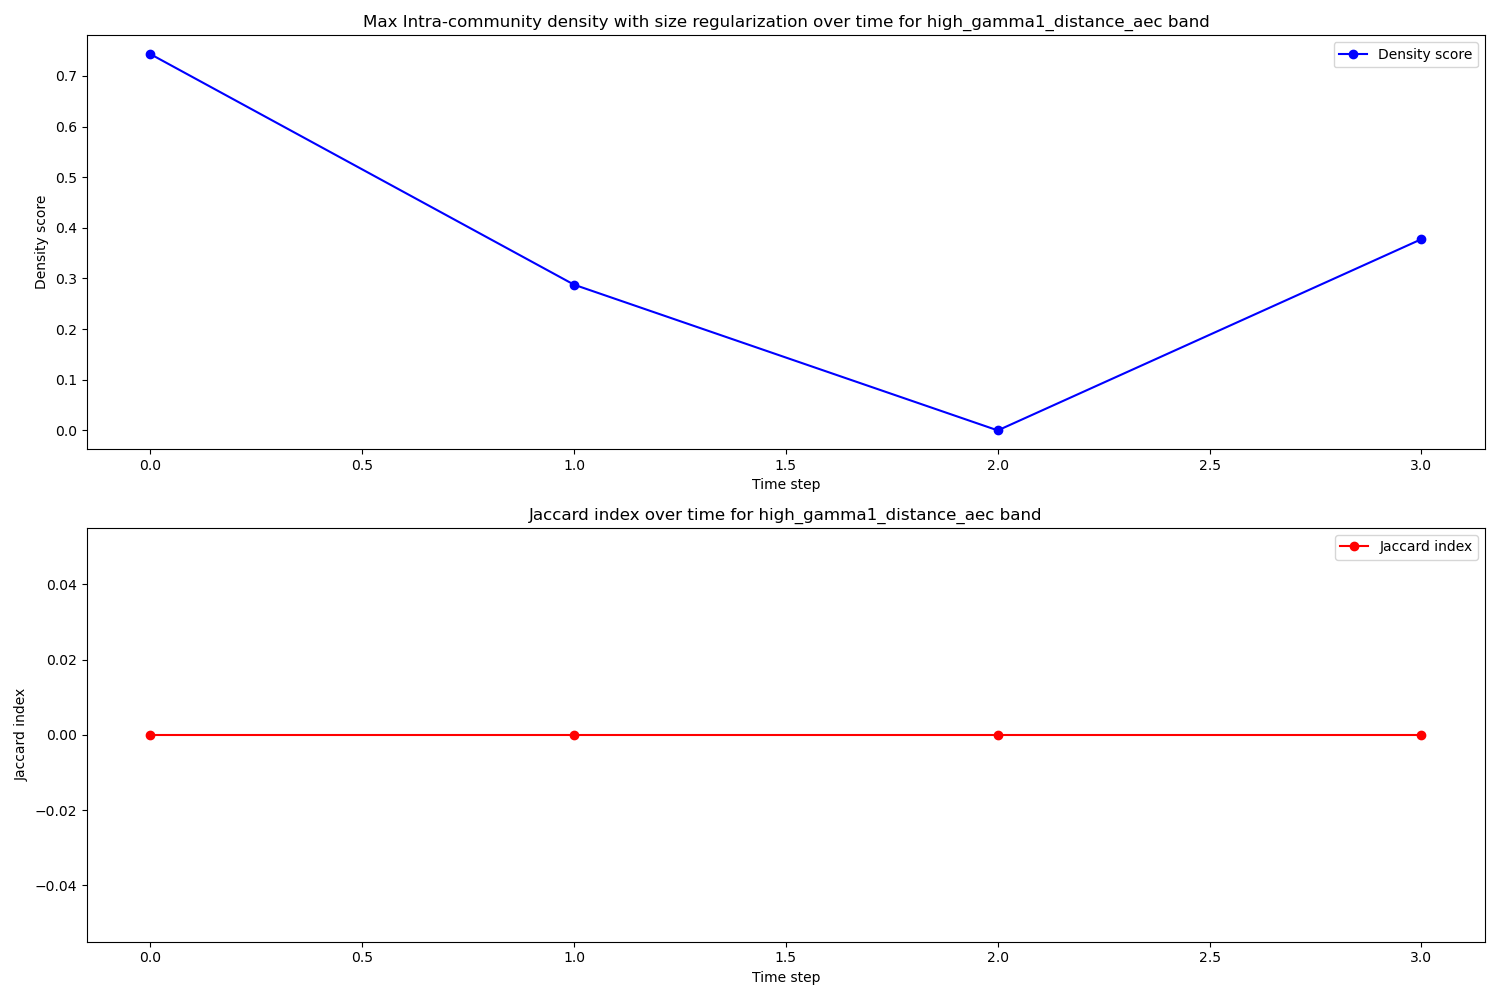 Max Intra-community density with size regularization over time for high_gamma1_distance_aec band
Density score
Density score
0.7
0.6
0.5
0.4
0.3
0.2
0.1
0.0
0.0 0.5 1.0 1.5 2.0 2.5 3.0
Time step
Jaccard index over time for high_gamma1_distance_aec band
Jaccard index
Jaccard index
0.04
0.02
0.00
−0.02
−0.04
0.0 0.5 1.0 1.5 2.0 2.5 3.0
Time step